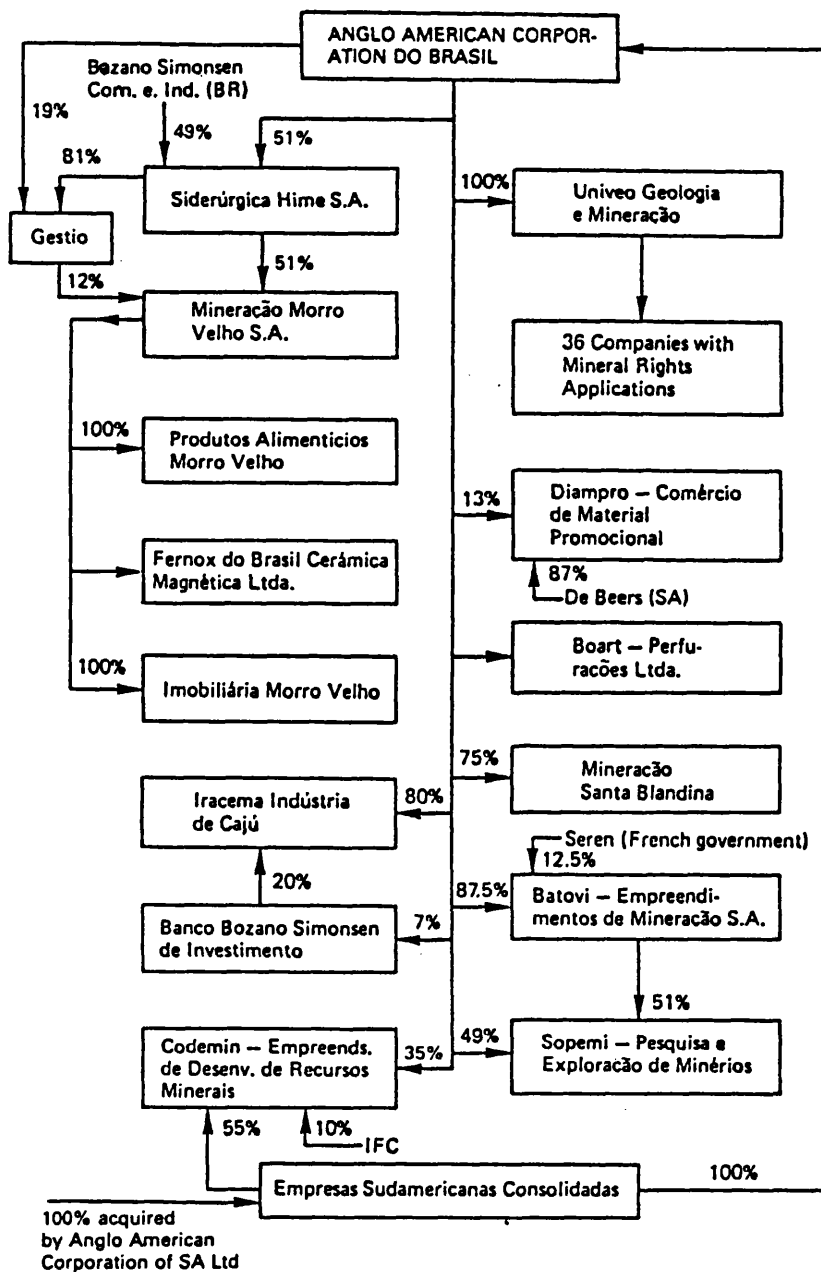 ANGLO AMERICAN CORPOR-
ATION DO BRASIL
Bozano Simonsen
Com. e. Ind. (BR)
19%
49%
51%
81%
Siderúrgica Hime S.A.
Gestio
51%
12%
Mineração Morro
Velho S.A.
100%
Produtos Alimentícios
Morro Velho
Fernox do Brasil Cerámica
Magnética Ltda.
100%
Imobiliária Morro Velho
80%
Iracema Indústria
de Cajú
20%
7%
Banco Bozano Simonsen
de Investimento
35%
Codemin – Empreends.
de Desenv. de Recursos
Minerais
55%
10%
IFC
100%
Univeo Geologia
e Mineração
36 Companies with
Mineral Rights
Applications
13%
Diampro – Comércio
de Material
Promocional
87%
De Beers (SA)
Boart – Perfu-
racões Ltda.
75%
Mineracão
Santa Blandina
Seren (French government)
12.5%
87.5%
Batovi – Empreendi-
mentos de Mineração S.A.
51%
49%
Sopemi – Pesquisa e
Exploracão de Minérios
Empresas Sudamericanas Consolidadas
100%
100% acquired
by Anglo American
Corporation of SA Ltd